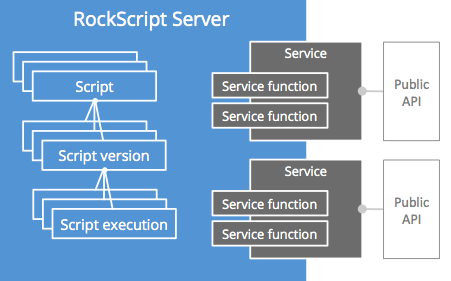 RockScript Server
Script
Script version
Script execution
Service
Service function
Service function
Public
API
Service
Service function
Service function
Public
API